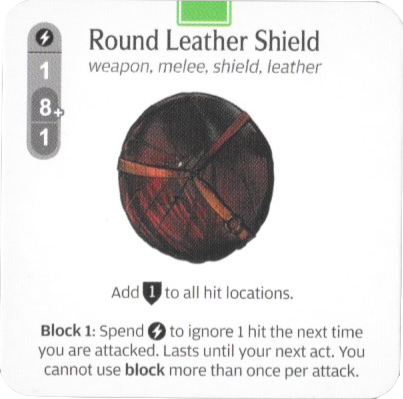 Round Leather Shield
weapon, melee, shield, leather
1
8+
1
Add 1 to all hit locations.
Block 1: Spend to ignore 1 hit the next time
you are attacked. Lasts until your next act. You
cannot use block more than once per attack.